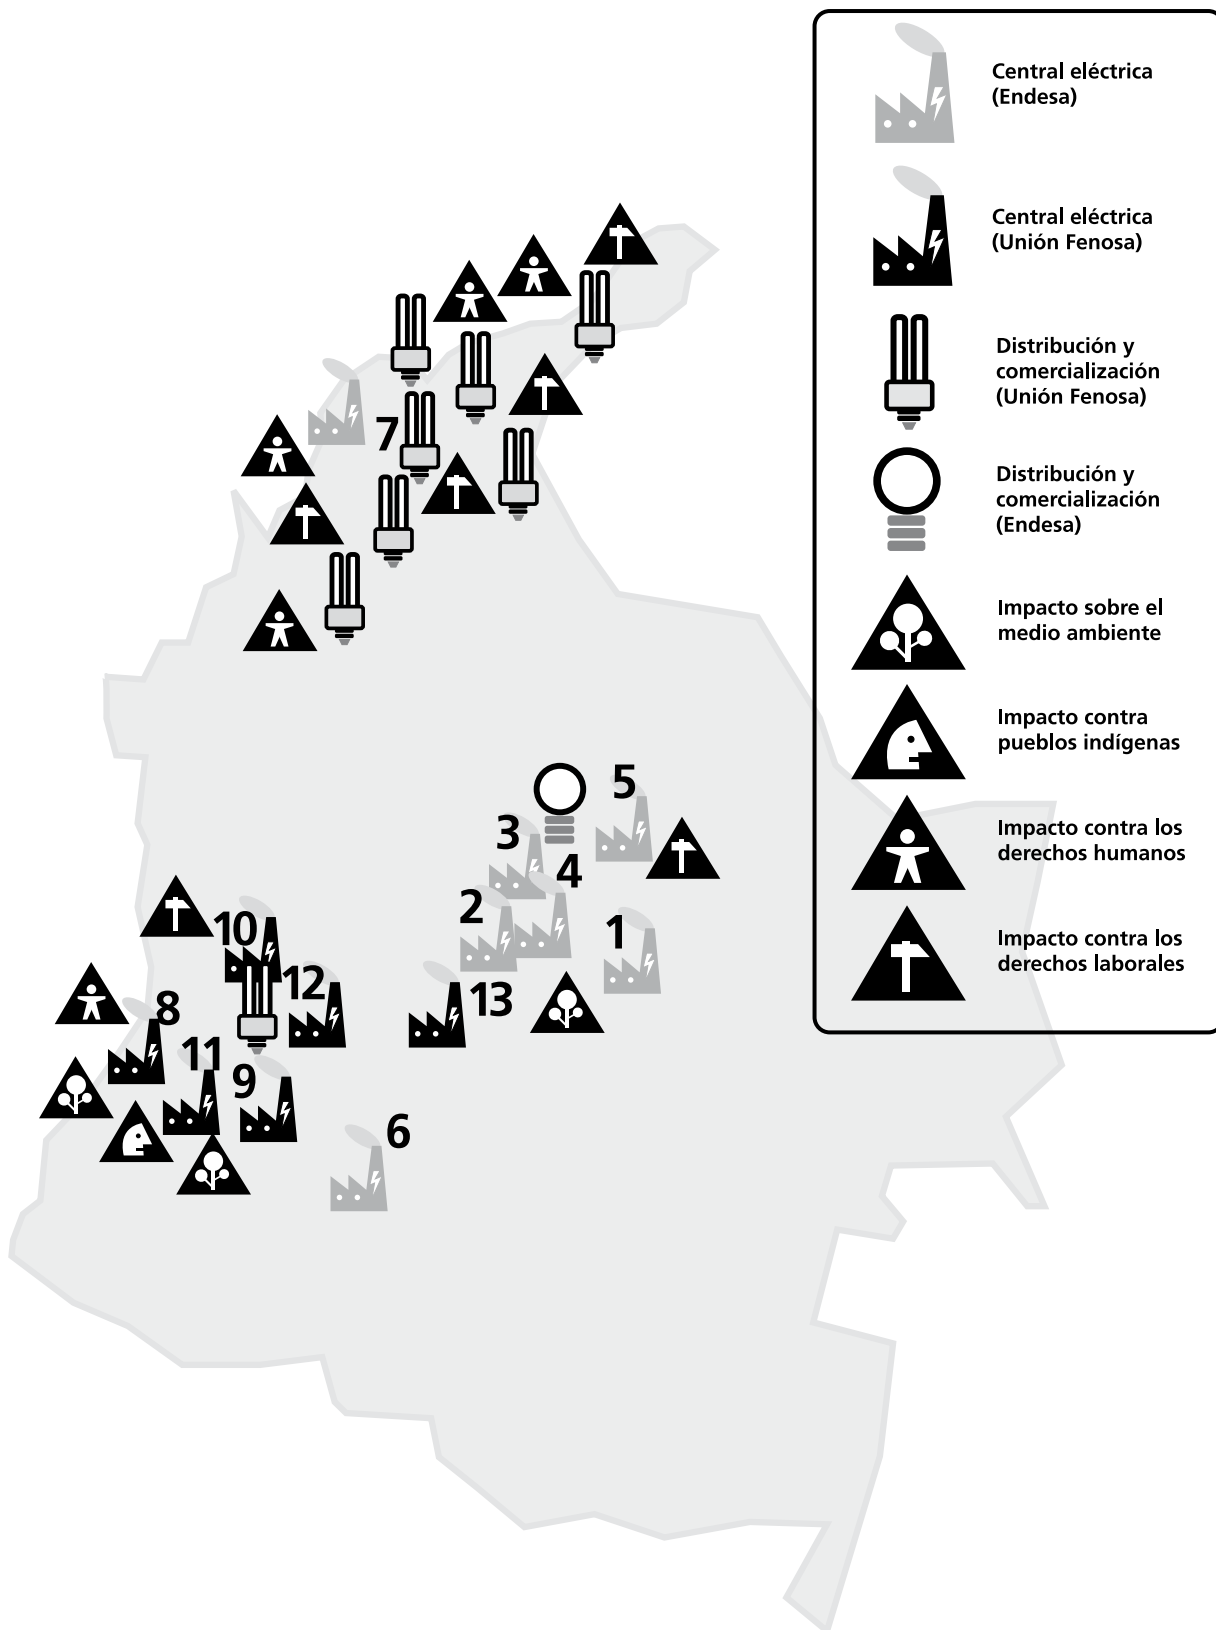 Central eléctrica
(Endesa)
Central eléctrica
(Unión Fenosa)
Distribución y
comercialización
(Unión Fenosa)
Distribución y
comercialización
(Endesa)
Impacto sobre el
medio ambiente
Impacto contra
pueblos indígenas
Impacto contra los
derechos humanos
Impacto contra los
derechos laborales
7
5
3
4
2
1
10
12
13
8
11
9
6